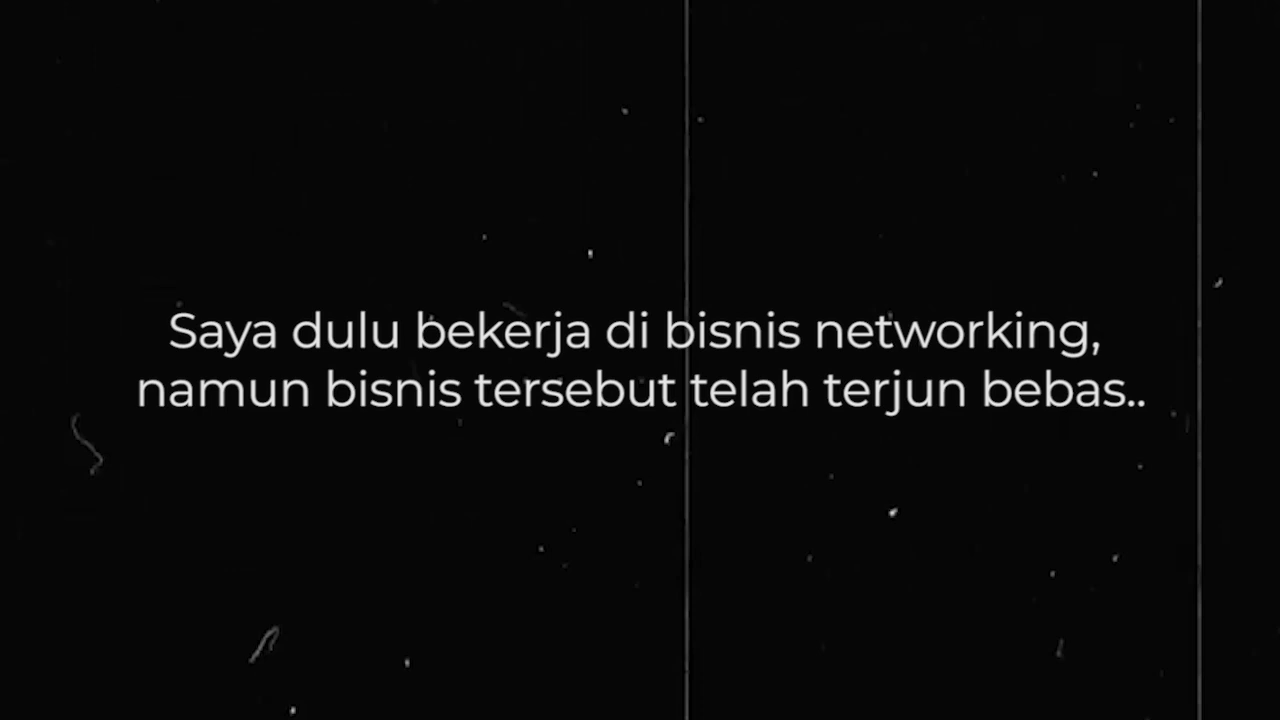 Saya dulu bekerja di bisnis networking,
namun bisnis tersebut telah terjun bebas..